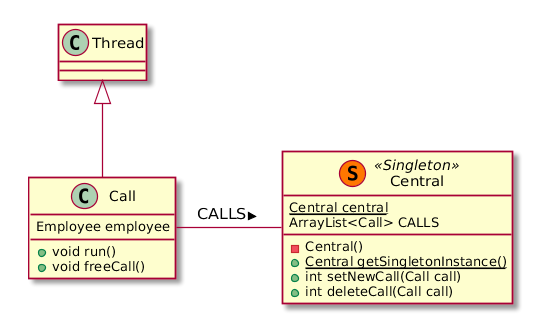 C Thread
C Call
Employee employee
void run()
void freeCall()
CALLS
S «Singleton»
Central
Central central
ArrayList<Call> CALLS
Central()
Central getSingletonInstance()
int setNewCall(Call call)
int deleteCall(Call call)